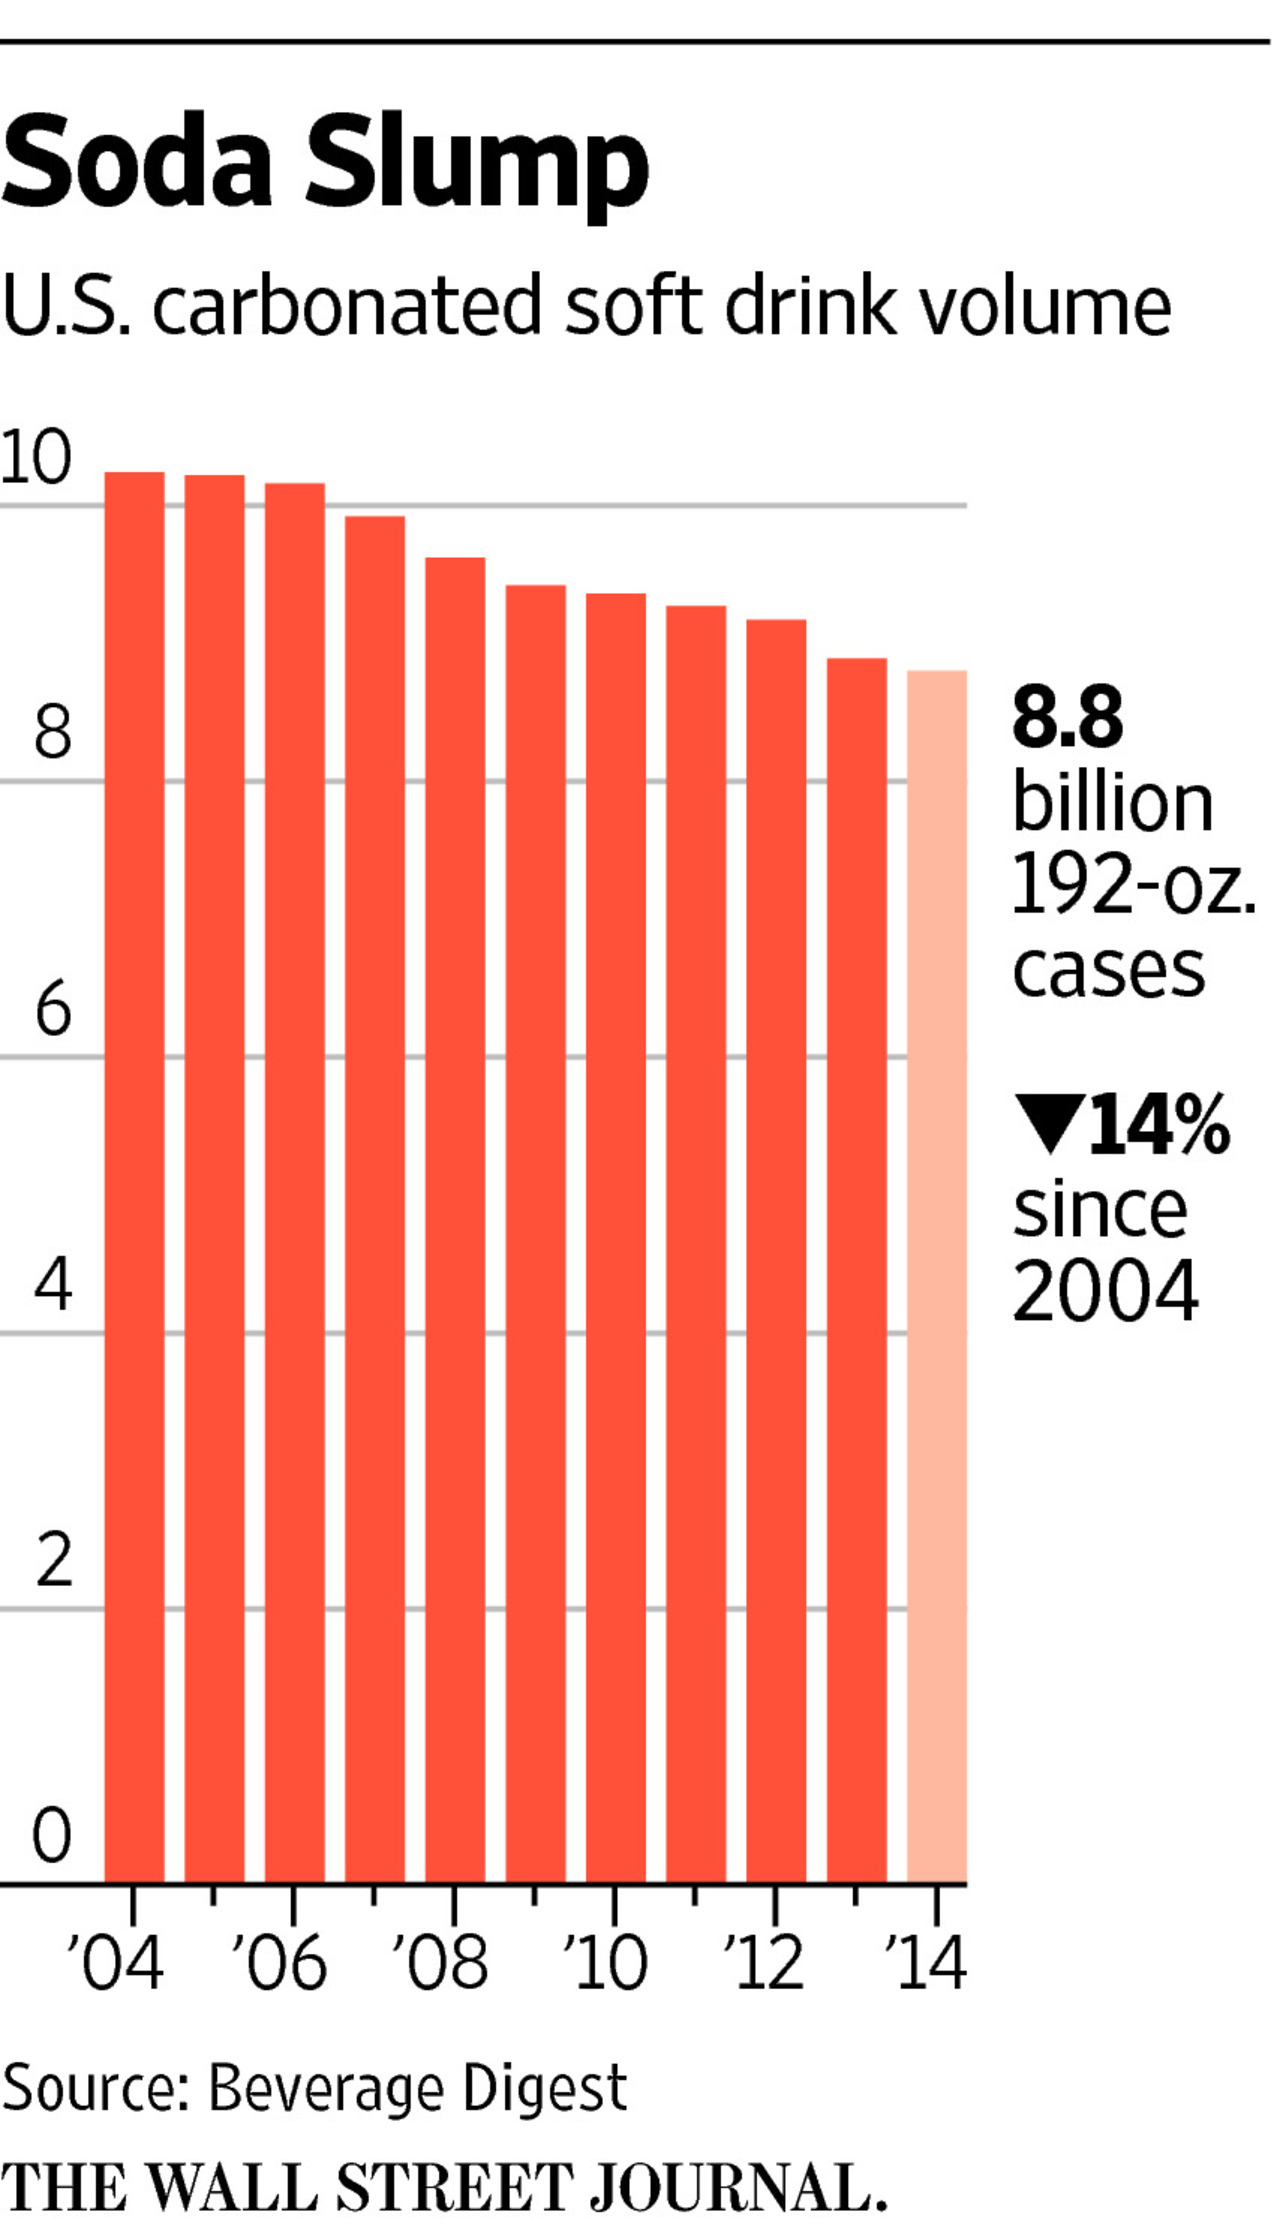 Soda Slump
U.S. carbonated soft drink volume
10
8
6
4
2
0
8.8
billion
192-oz.
cases
▼14%
since
2004
’04 ’06 ’08 ’10 ’12 ’14
Source: Beverage Digest
THE WALL STREET JOURNAL.